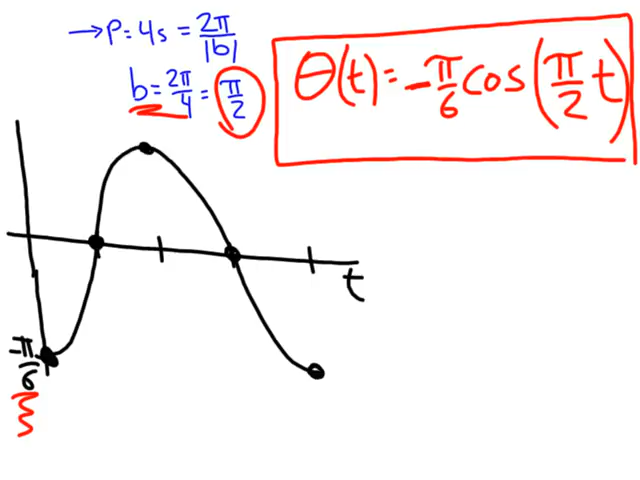 → P = 4s = 2π/|b|
b = 2π/4 = π/2
θ(t) = -π/6 cos(π/2 t)
t
-π/6